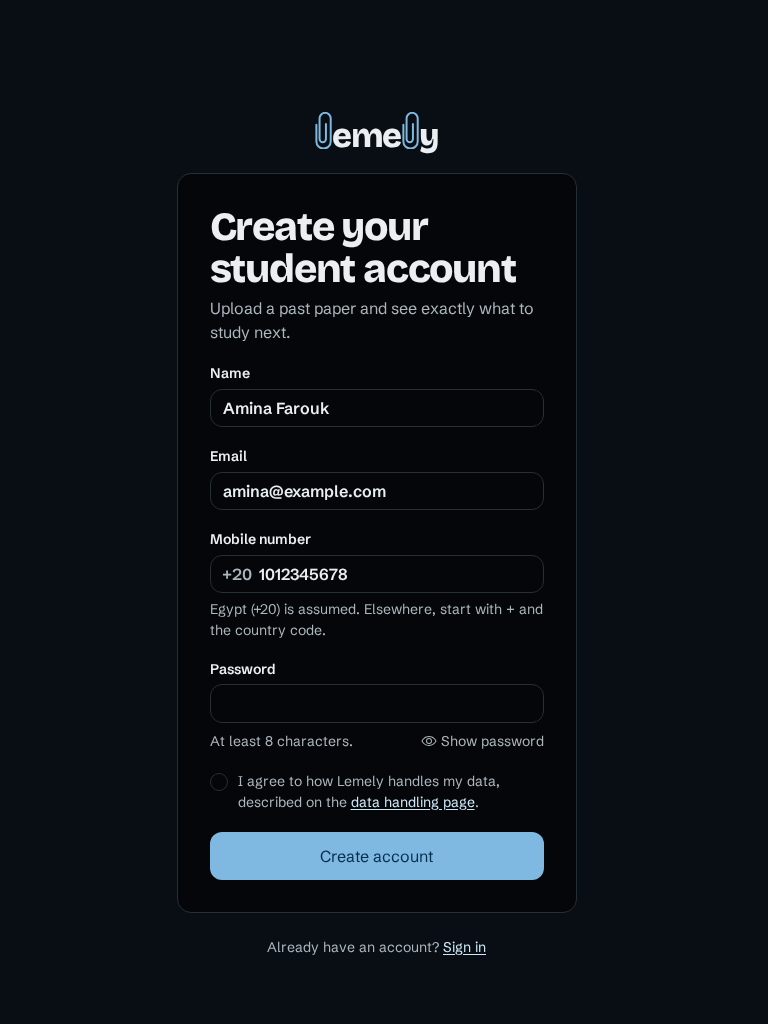 lemelly
Create your
student account
Upload a past paper and see exactly what to
study next.
Name
Amina Farouk
Email
amina@example.com
Mobile number
+20 1012345678
Egypt (+20) is assumed. Elsewhere, start with + and
the country code.
Password
At least 8 characters. Show password
I agree to how Lemely handles my data,
described on the data handling page.
Create account
Already have an account? Sign in